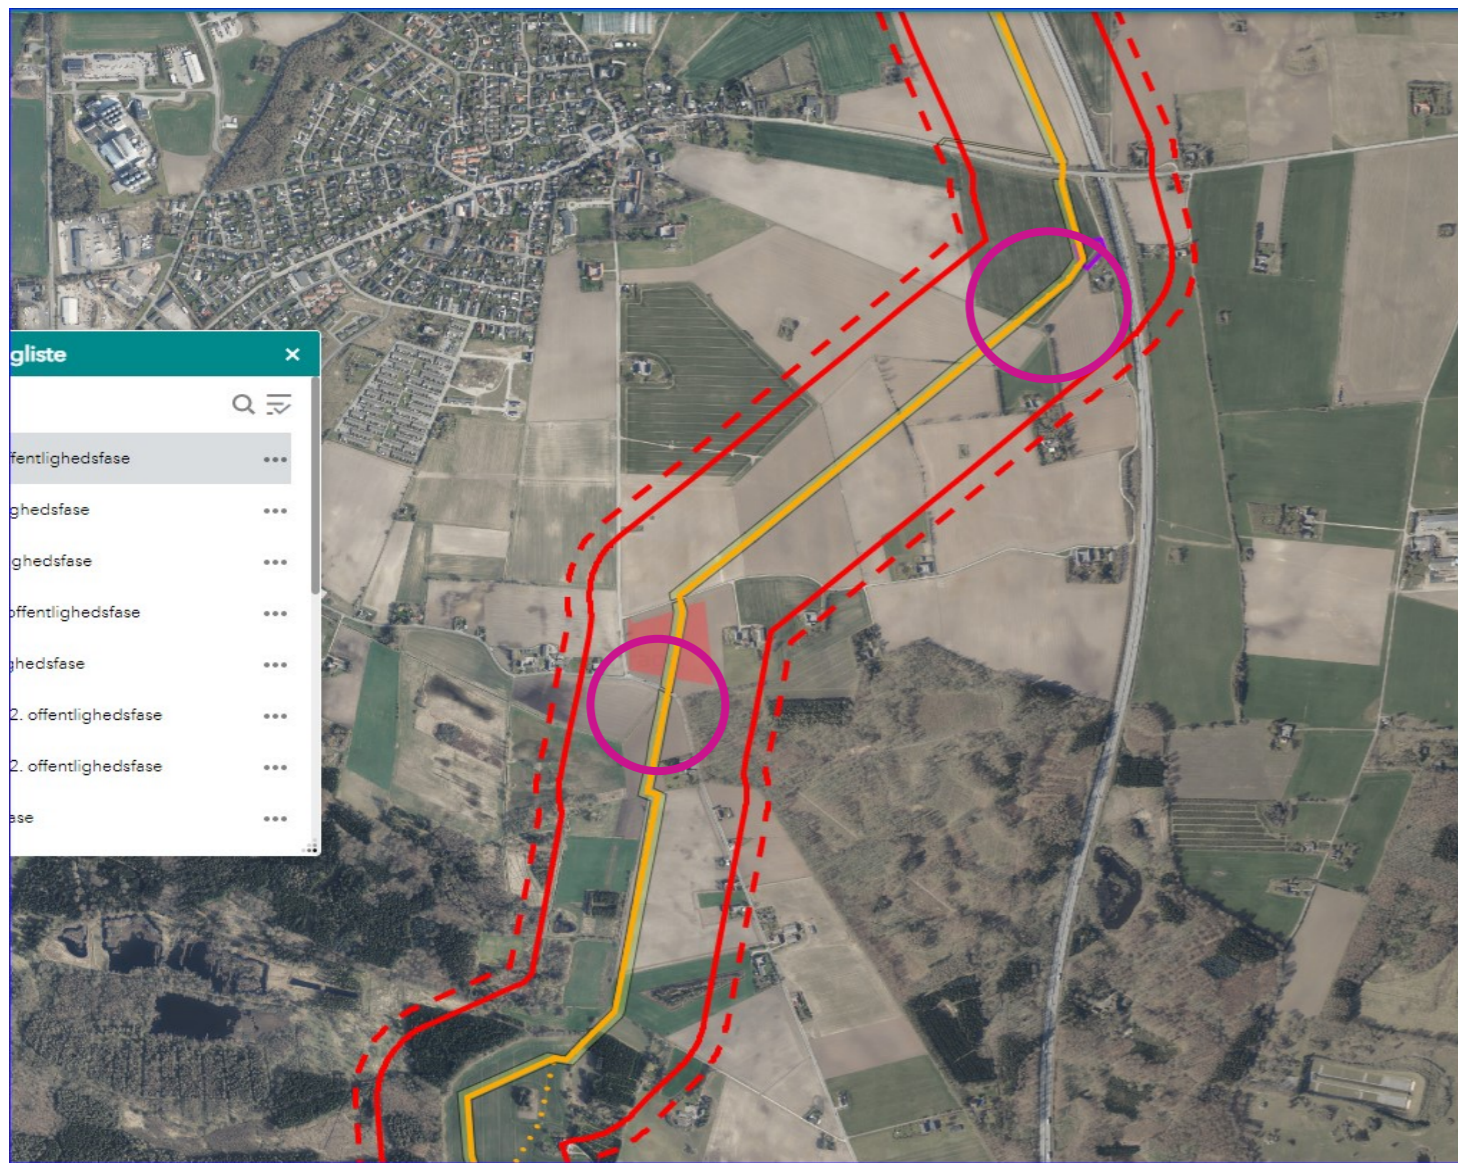 gliste
fentlighedsfase
ghedsfase
ghedsfase
offentlighedsfase
ghedsfase
2. offentlighedsfase
2. offentlighedsfase
ase